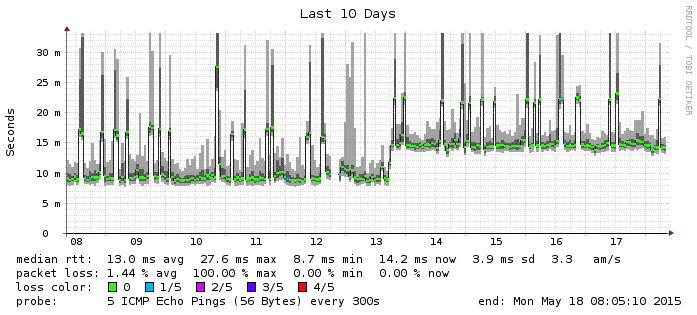 Last 10 Days
RRDTOOL / TOBI OETIKER
Seconds
30 m
25 m
20 m
15 m
10 m
5 m
0
08 09 10 11 12 13 14 15 16 17
median rtt: 13.0 ms avg 27.6 ms max 8.7 ms min 14.2 ms now 3.9 ms sd 3.3 am/s
packet loss: 1.44 % avg 100.00 % max 0.00 % min 0.00 % now
loss color: 0 1/5 2/5 3/5 4/5
probe: 5 ICMP Echo Pings (56 Bytes) every 300s end: Mon May 18 08:05:10 2015